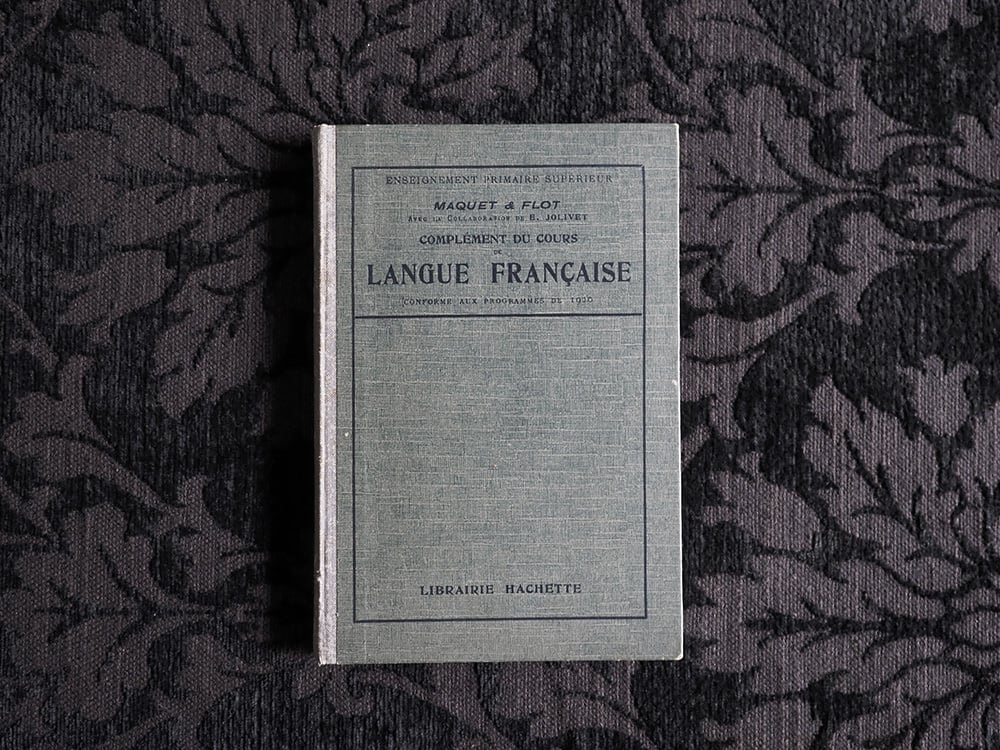 ENSEIGNEMENT PRIMAIRE SUPÉRIEUR
MAQUET & FLOT
AVEC LA COLLABORATION DE E. JOLIVET
COMPLÉMENT DU COURS
DE
LANGUE FRANÇAISE
CONFORME AUX PROGRAMMES DE 1920
LIBRAIRIE HACHETTE